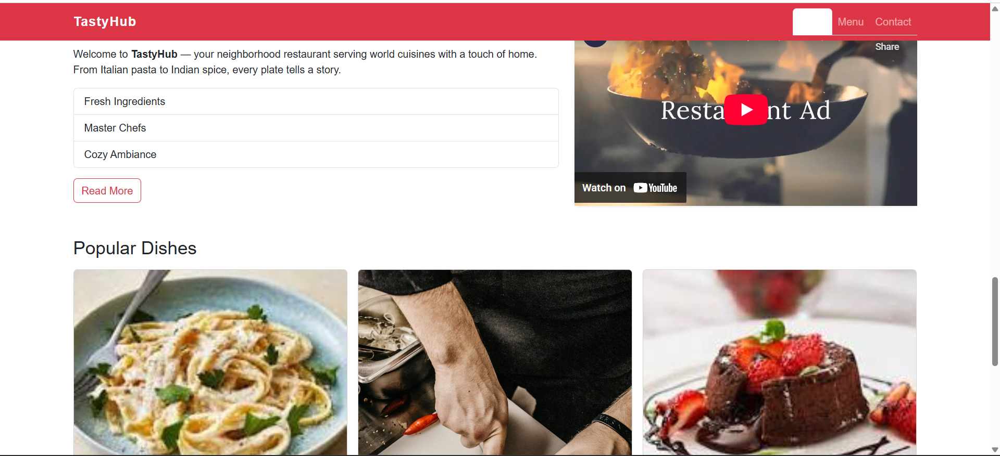 TastyHub
Menu
Contact
Welcome to TastyHub — your neighborhood restaurant serving world cuisines with a touch of home.
From Italian pasta to Indian spice, every plate tells a story.
Fresh Ingredients
Master Chefs
Cozy Ambiance
Read More
Share
Resta nt Ad
Watch on YouTube
Popular Dishes